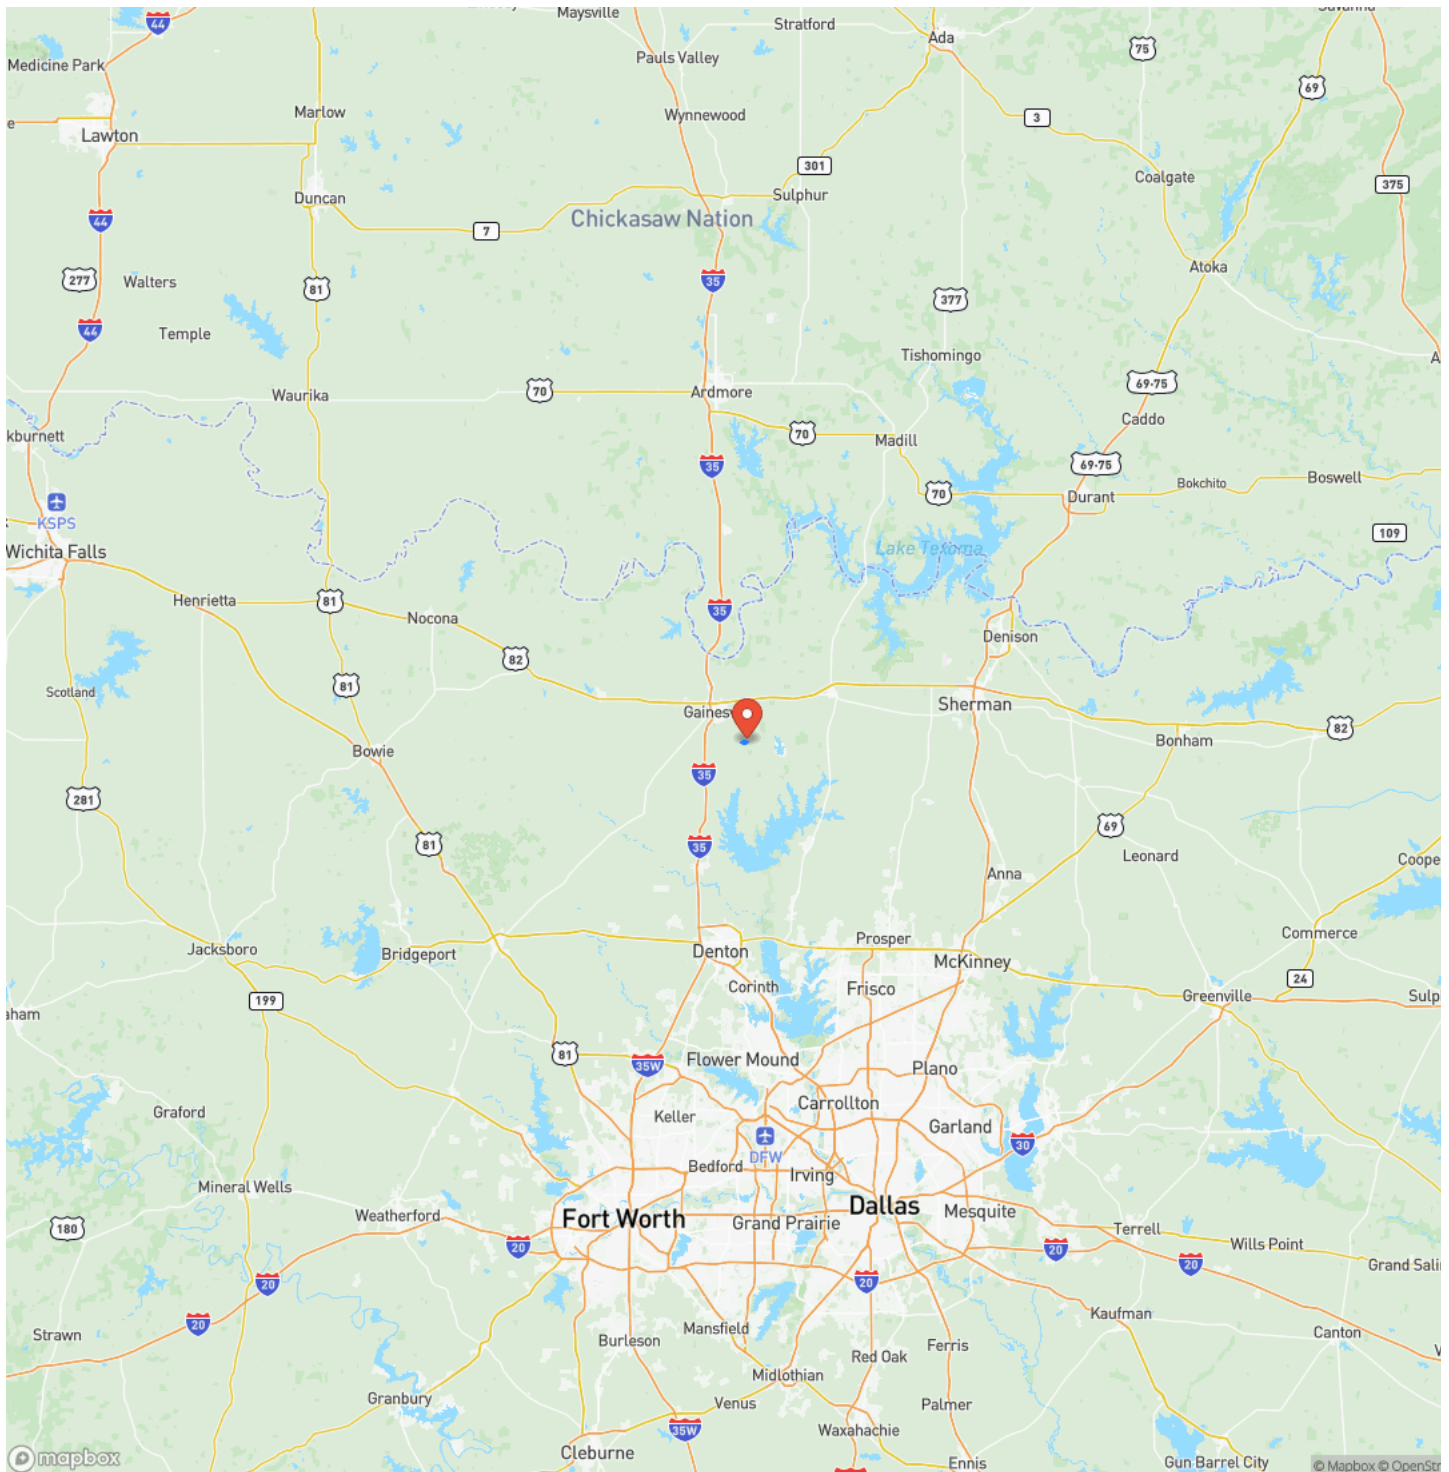 44
Maysville
Stratford
Ada
Medicine Park
Pauls Valley
75
69
Lawton
Marlow
Wynnewood
3
301
Duncan
Sulphur
Coalgate
375
44
7
Chickasaw Nation
277
Walters
81
35
377
Atoka
44
Temple
Tishomingo
Waurika
70
Ardmore
69-75
Caddo
kburnett
70
Madill
35
69-75
70
Durant
Bokchito
Boswell
KSPS
Wichita Falls
Lake Texoma
109
Henrietta
81
Nocona
35
Denison
82
Scotland
81
Gainesv
Sherman
82
Bowie
Bonham
35
281
69
81
35
Leonard
Coope
Anna
Jacksboro
Bridgeport
Denton
Prosper
McKinney
Commerce
24
Corinth
Frisco
Greenville
Sulp
199
aham
81
35W
Flower Mound
Plano
Graford
Keller
Carrollton
Garland
30
DFW
Bedford
Irving
Mineral Wells
Fort Worth
Dallas
Mesquite
180
Weatherford
Grand Prairie
Terrell
20
20
Wills Point
20
Grand Sali
20
20
20
Kaufman
Strawn
Burleson
Mansfield
Ferris
Canton
Red Oak
Midlothian
Granbury
Venus
Palmer
35W
Waxahachie
Cleburne
Ennis
Gun Barrel City
mapbox
© Mapbox © OpenStr